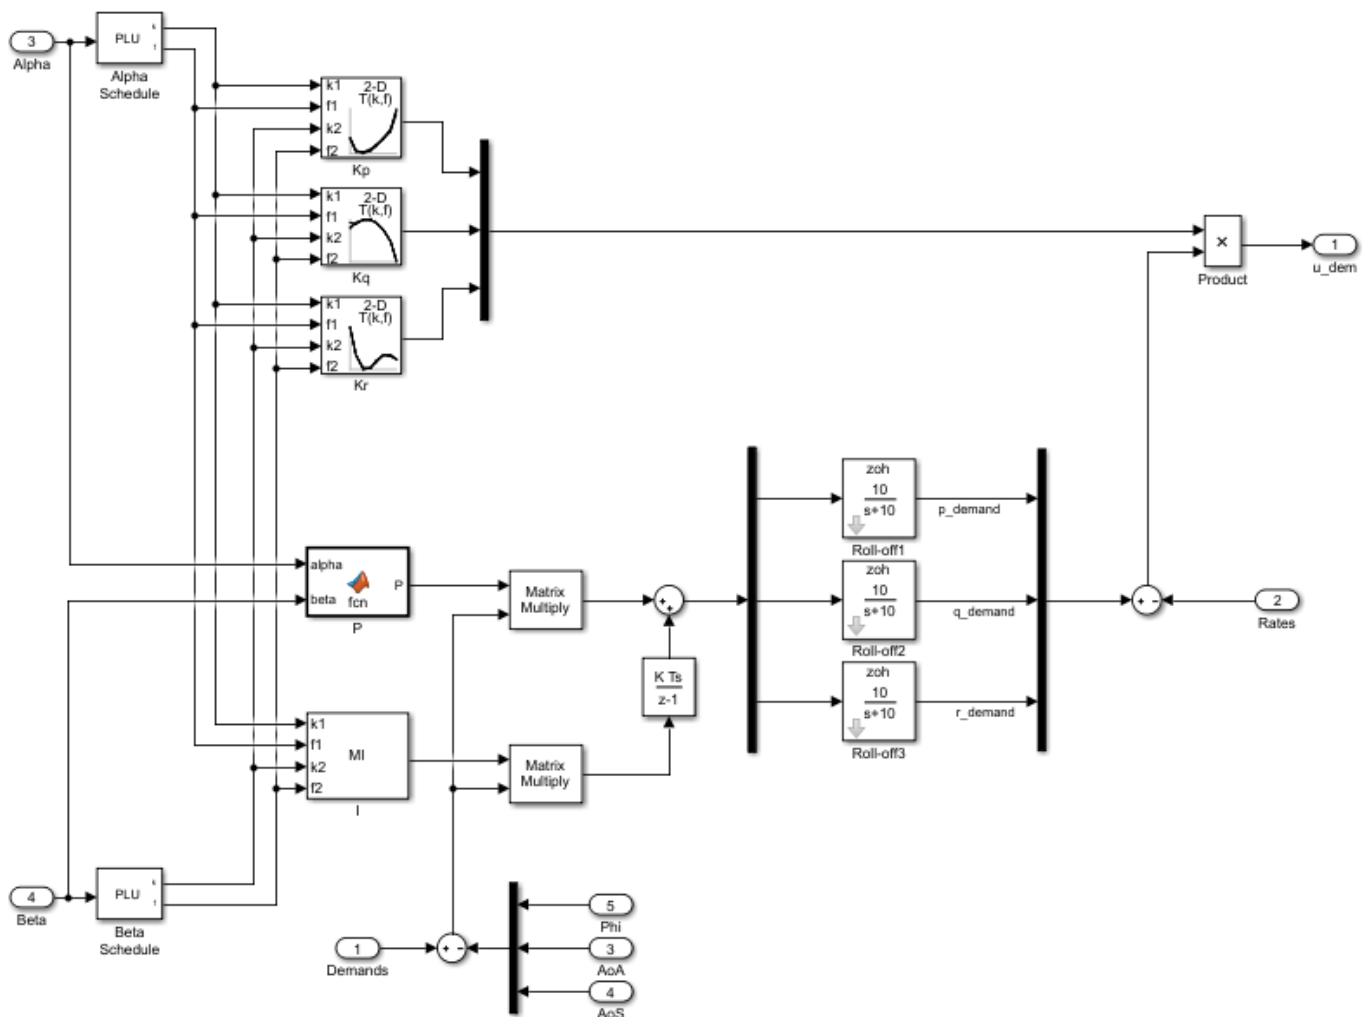 3
Alpha
PLU
k
f
Alpha
Schedule
k1
f1
k2
f2
2-D
T(k,f)
Kp
k1
f1
k2
f2
2-D
T(k,f)
Kq
k1
f1
k2
f2
2-D
T(k,f)
Kr
×
Product
1
u_dem
alpha
beta
fcn
P
P
Matrix
Multiply
+
+
K Ts
z-1
zoh
10
s+10
Roll-off1
p_demand
zoh
10
s+10
Roll-off2
q_demand
zoh
10
s+10
Roll-off3
r_demand
+ -
2
Rates
k1
f1
k2
f2
MI
I
Matrix
Multiply
4
Beta
PLU
k
f
Beta
Schedule
1
Demands
+ -
5
Phi
3
AoA
4
AoS